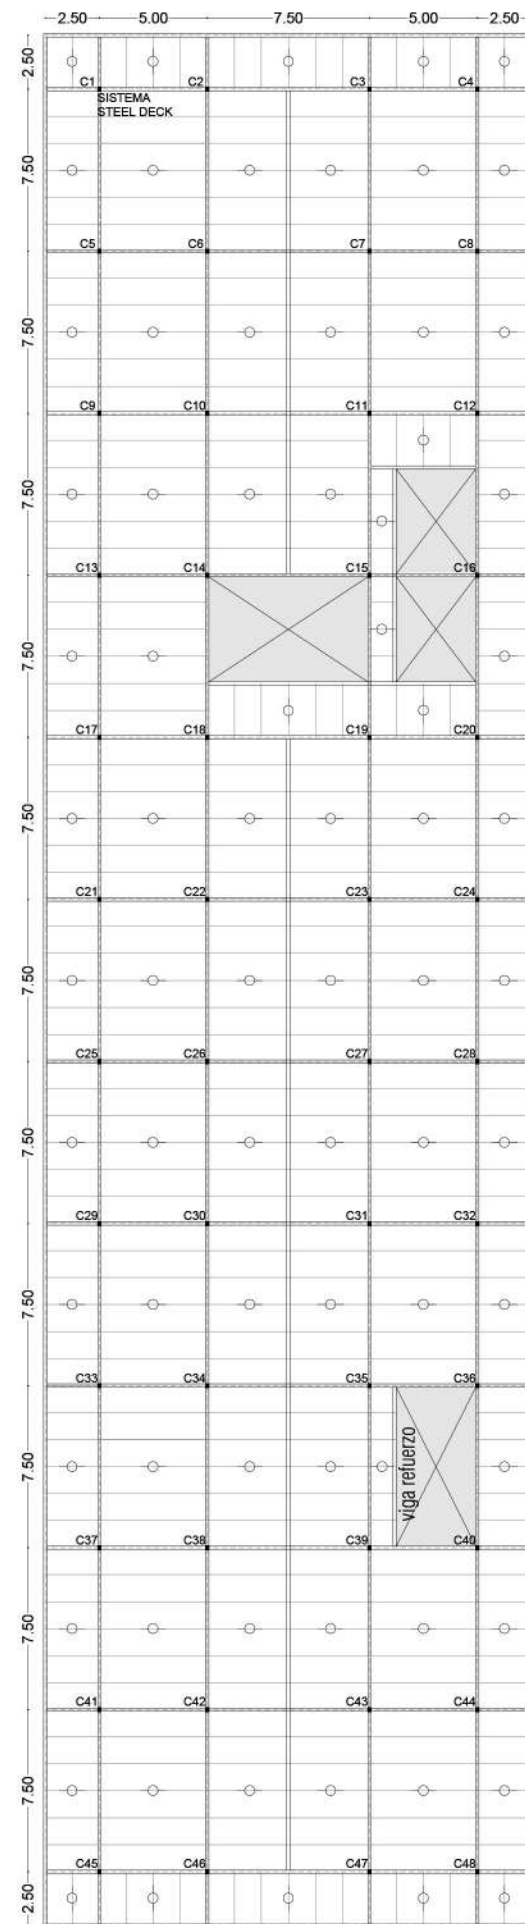 2.50 5.00 7.50 5.00 2.50
2.50
C1 C2 C3 C4
SISTEMA
STEEL DECK
7.50
C5 C6 C7 C8
7.50
C9 C10 C11 C12
7.50
C13 C14 C15 C16
7.50
C17 C18 C19 C20
7.50
C21 C22 C23 C24
7.50
C25 C26 C27 C28
7.50
C29 C30 C31 C32
7.50
C33 C34 C35 C36
7.50
viga refuerzo
C37 C38 C39 C40
7.50
C41 C42 C43 C44
7.50
C45 C46 C47 C48
2.50